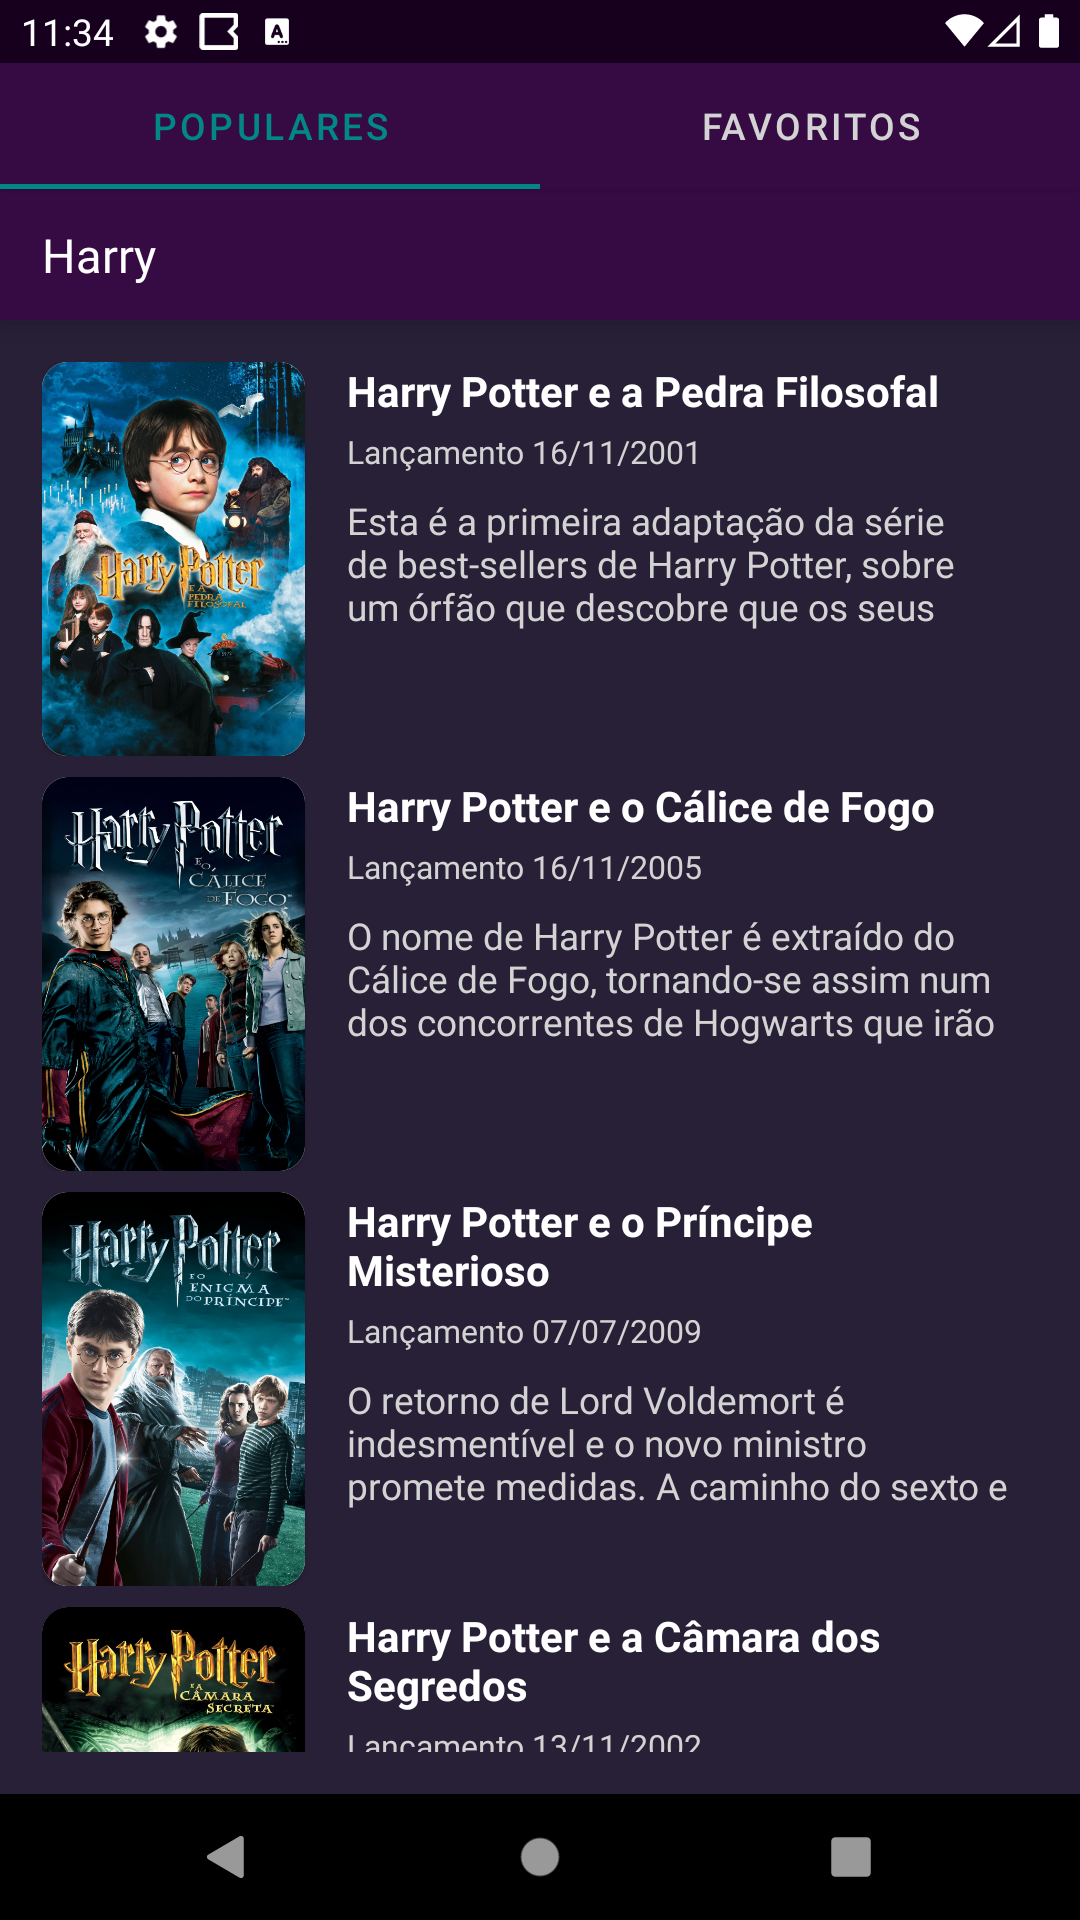 11:34
POPULARES
FAVORITOS
Harry
Harry Potter
E A
PEDRA
FILOSOFAL
Harry Potter e a Pedra Filosofal
Lançamento 16/11/2001
Esta é a primeira adaptação da série
de best-sellers de Harry Potter, sobre
um órfão que descobre que os seus
Harry Potter
E O
CÁLICE
DE FOGO
Harry Potter e o Cálice de Fogo
Lançamento 16/11/2005
O nome de Harry Potter é extraído do
Cálice de Fogo, tornando-se assim num
dos concorrentes de Hogwarts que irão
Harry Potter
E O
ENIGMA
DO PRÍNCIPE
Harry Potter e o Príncipe
Misterioso
Lançamento 07/07/2009
O retorno de Lord Voldemort é
indesmentível e o novo ministro
promete medidas. A caminho do sexto e
Harry Potter
E A
CÂMARA
SECRETA
Harry Potter e a Câmara dos
Segredos
Lançamento 13/11/2002